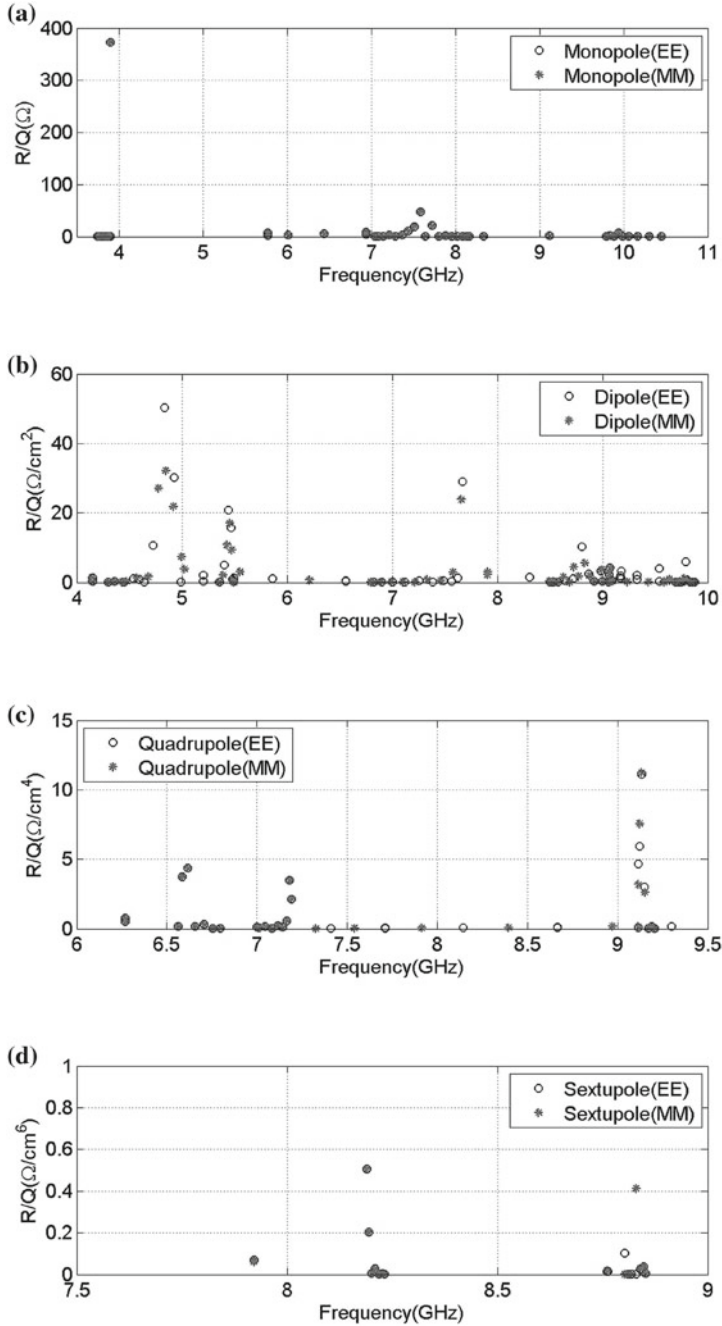 (a)
400
300
200
100
0
R/Q(Ω)
○ Monopole(EE)
* Monopole(MM)
4 5 6 7 8 9 10 11
Frequency(GHz)
(b)
60
40
20
0
R/Q(Ω/cm²)
○ Dipole(EE)
* Dipole(MM)
4 5 6 7 8 9 10
Frequency(GHz)
(c)
15
10
5
0
R/Q(Ω/cm⁴)
○ Quadrupole(EE)
* Quadrupole(MM)
6 6.5 7 7.5 8 8.5 9 9.5
Frequency(GHz)
(d)
1
0.8
0.6
0.4
0.2
0
R/Q(Ω/cm⁶)
○ Sextupole(EE)
* Sextupole(MM)
7.5 8 8.5 9
Frequency(GHz)